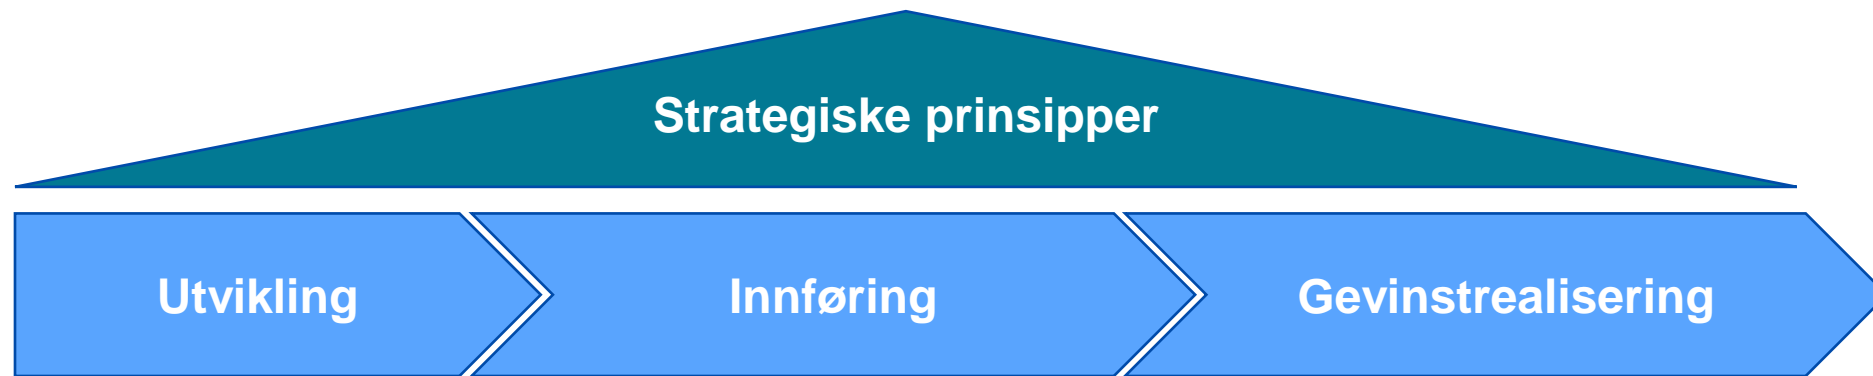 Strategiske prinsipper
Utvikling
Innføring
Gevinstrealisering